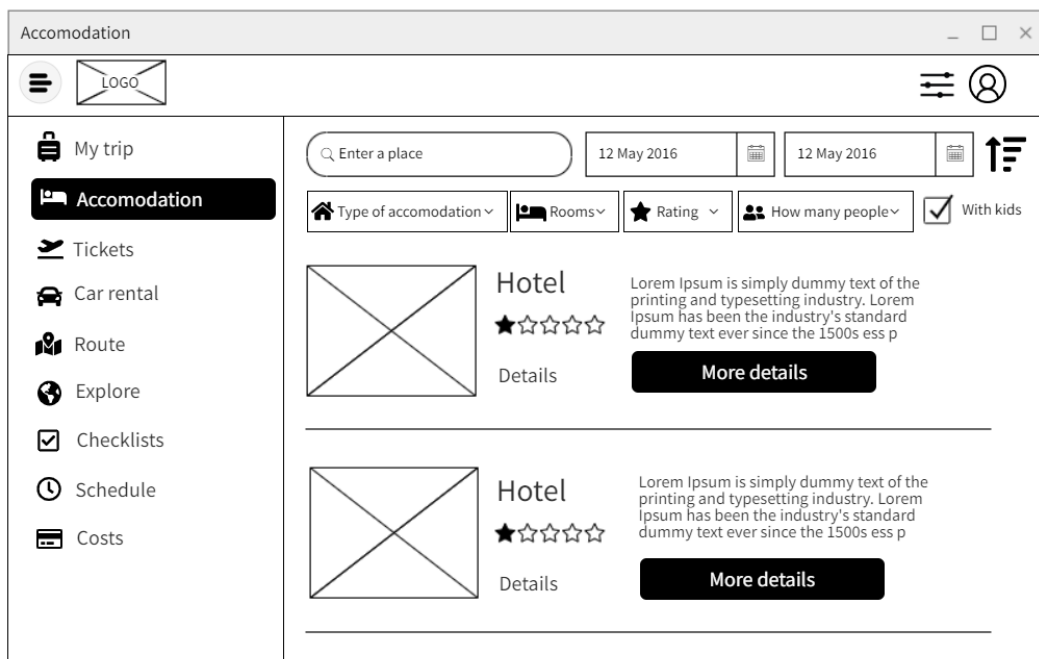 Accomodation
LOGO
My trip
Accomodation
Tickets
Car rental
Route
Explore
Checklists
Schedule
Costs
Enter a place
12 May 2016
12 May 2016
Type of accomodation
Rooms
Rating
How many people
With kids
Hotel
Details
Lorem Ipsum is simply dummy text of the
printing and typesetting industry. Lorem
Ipsum has been the industry's standard
dummy text ever since the 1500s ess p
More details
Hotel
Details
Lorem Ipsum is simply dummy text of the
printing and typesetting industry. Lorem
Ipsum has been the industry's standard
dummy text ever since the 1500s ess p
More details